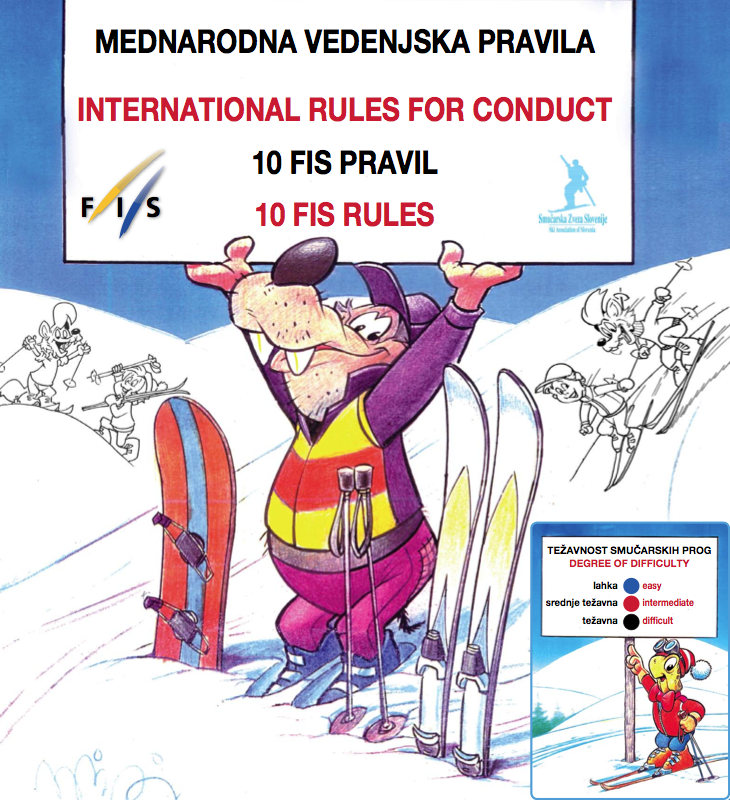 MEDNARODNA VEDENJSKA PRAVILA
INTERNATIONAL RULES FOR CONDUCT
10 FIS PRAVIL
10 FIS RULES
FIS
Smučarska Zveza Slovenije
Ski Association of Slovenia
TEŽAVNOST SMUČARSKIH PROG
DEGREE OF DIFFICULTY
lahka easy
srednje težavna intermediate
težavna difficult